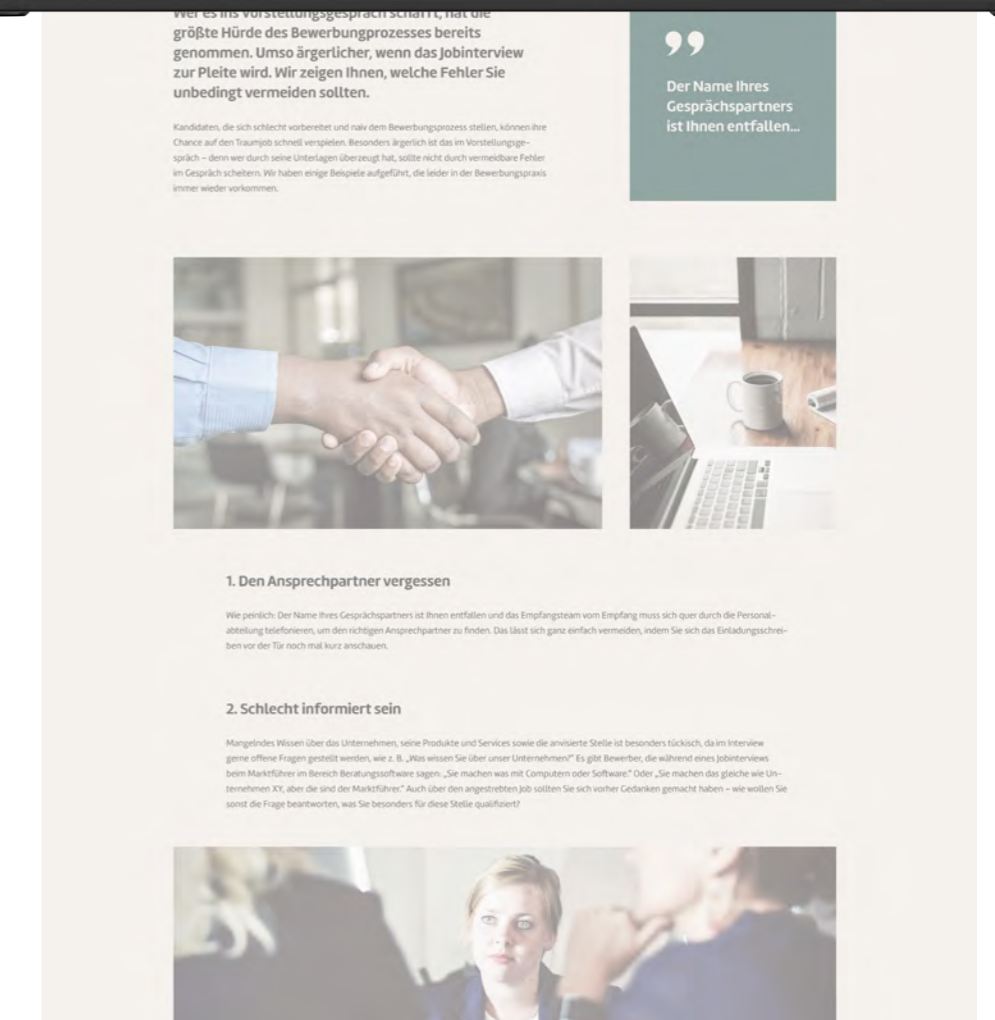 Wer es ins Vorstellungsgespräch schafft, hat die
größte Hürde des Bewerbungsprozesses bereits
genommen. Umso ärgerlicher, wenn das Jobinterview
zur Pleite wird. Wir zeigen Ihnen, welche Fehler Sie
unbedingt vermeiden sollten.
Kandidaten, die sich schlecht vorbereitet und naiv dem Bewerbungsprozess stellen, können ihre
Chance auf den Traumjob schnell verspielen. Besonders ärgerlich ist das im Vorstellungsge-
spräch – denn wer durch seine Unterlagen überzeugt hat, sollte nicht durch vermeidbare Fehler
im Gespräch scheitern. Wir haben einige Beispiele aufgeführt, die leider in der Bewerbungspraxis
immer wieder vorkommen.
”
Der Name Ihres
Gesprächspartners
ist Ihnen entfallen...
1. Den Ansprechpartner vergessen
Wie peinlich: Der Name Ihres Gesprächspartners ist Ihnen entfallen und das Empfangsteam vom Empfang muss sich quer durch die Personal-
abteilung telefonieren, um den richtigen Ansprechpartner zu finden. Das lässt sich ganz einfach vermeiden, indem Sie sich das Einladungsschrei-
ben vor der Tür noch mal kurz anschauen.
2. Schlecht informiert sein
Mangelndes Wissen über das Unternehmen, seine Produkte und Services sowie die anvisierte Stelle ist besonders tückisch, da im Interview
gerne offene Fragen gestellt werden, wie z. B. „Was wissen Sie über unser Unternehmen?“ Es gibt Bewerber, die während eines Jobinterviews
beim Marktführer im Bereich Beratungssoftware sagen: „Sie machen was mit Computern oder Software.“ Oder „Sie machen das gleiche wie Un-
ternehmen XY, aber die sind der Marktführer.“ Auch über den angestrebten Job sollten Sie sich vorher Gedanken gemacht haben – wie wollen Sie
sonst die Frage beantworten, was Sie besonders für diese Stelle qualifiziert?